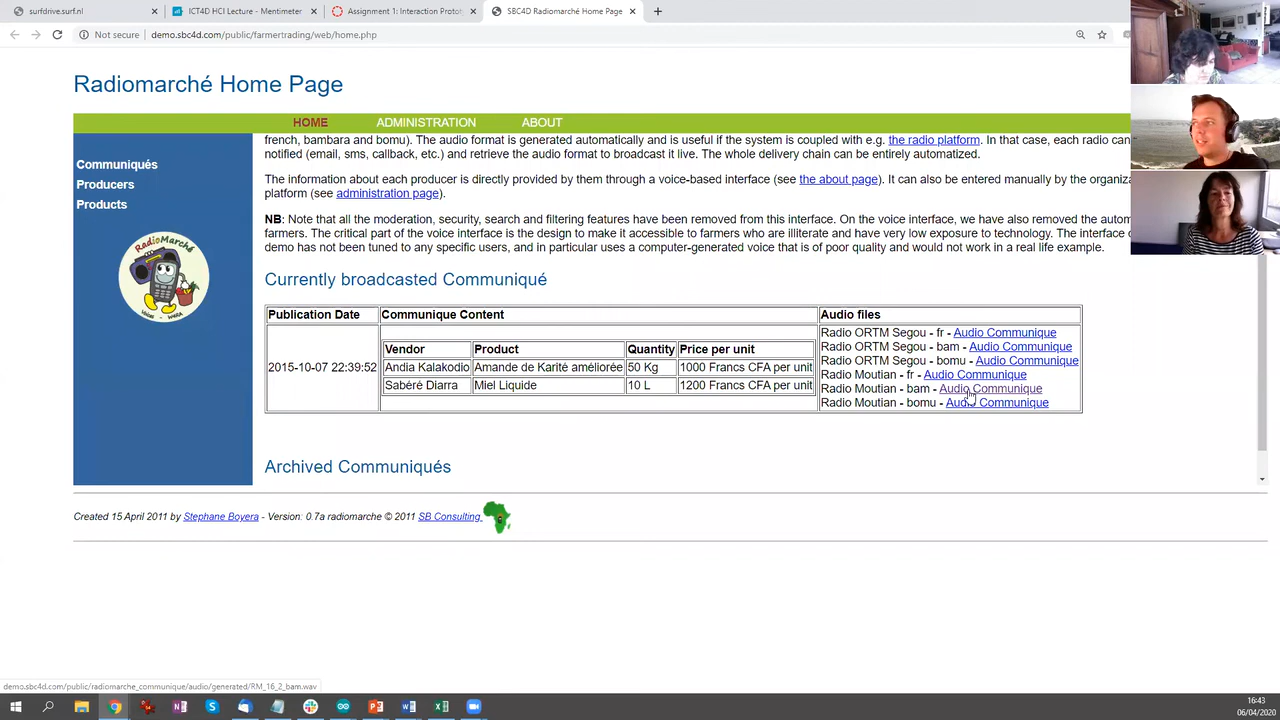 surfdrive.surf.nl
ICT4D HCI Lecture - Mentimeter
Assignment 1: Interaction Prototy
SBC4D Radiomarché Home Page
Not secure
demo.sbc4d.com/public/farmertrading/web/home.php
Radiomarché Home Page
HOME
ADMINISTRATION
ABOUT
Communiqués
Producers
Products
RadioMarché
french, bambara and bomu). The audio format is generated automatically and is useful if the system is coupled with e.g. the radio platform. In that case, each radio can
notified (email, sms, callback, etc.) and retrieve the audio format to broadcast it live. The whole delivery chain can be entirely automatized.
The information about each producer is directly provided by them through a voice-based interface (see the about page). It can also be entered manually by the organiza
platform (see administration page).
NB: Note that all the moderation, security, search and filtering features have been removed from this interface. On the voice interface, we have also removed the autom
farmers. The critical part of the voice interface is the design to make it accessible to farmers who are illiterate and have very low exposure to technology. The interface
demo has not been tuned to any specific users, and in particular uses a computer-generated voice that is of poor quality and would not work in a real life example.
Currently broadcasted Communiqué
Publication Date
Communique Content
Audio files
2015-10-07 22:39:52
Vendor Product Quantity Price per unit
Andia Kalakodio Amande de Karité améliorée 50 Kg 1000 Francs CFA per unit
Sabéré Diarra Miel Liquide 10 L 1200 Francs CFA per unit
Radio ORTM Segou - fr - Audio Communique
Radio ORTM Segou - bam - Audio Communique
Radio ORTM Segou - bomu - Audio Communique
Radio Moutian - fr - Audio Communique
Radio Moutian - bam - Audio Communique
Radio Moutian - bomu - Audio Communique
Archived Communiqués
Created 15 April 2011 by Stephane Boyera - Version: 0.7a radiomarche © 2011 SB Consulting
demo.sbc4d.com/public/radiomarche_communique/audio/generated/RM_16_2_bam.wav
16:43
06/04/2020